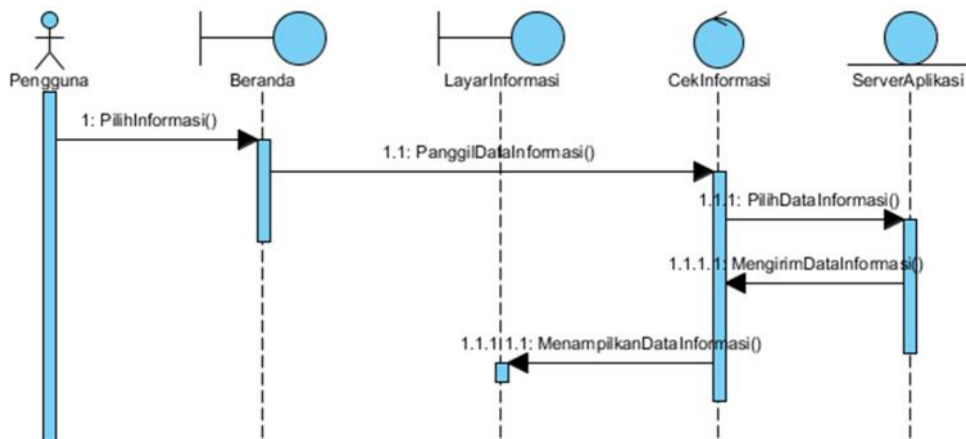 Pengguna
Beranda
LayarInformasi
CekInformasi
ServerAplikasi
1: PilihInformasi()
1.1: PanggilDataInformasi()
1.1.1: PilihDataInformasi()
1.1.1.1: MengirimDataInformasi()
1.1.1.1.1: MenampilkanDataInformasi()